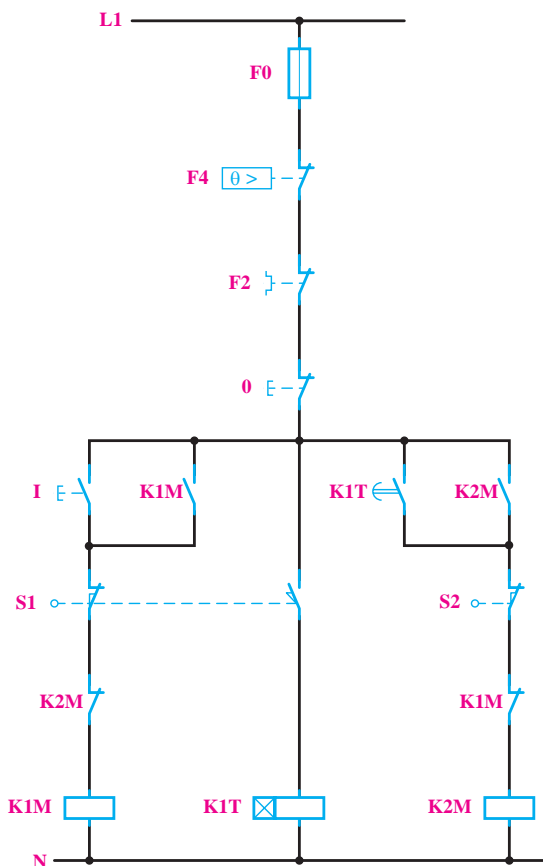 L1
F0
F4 θ >
F2
0
I K1M K1T K2M
S1 S2
K2M K1M
K1M K1T K2M
N